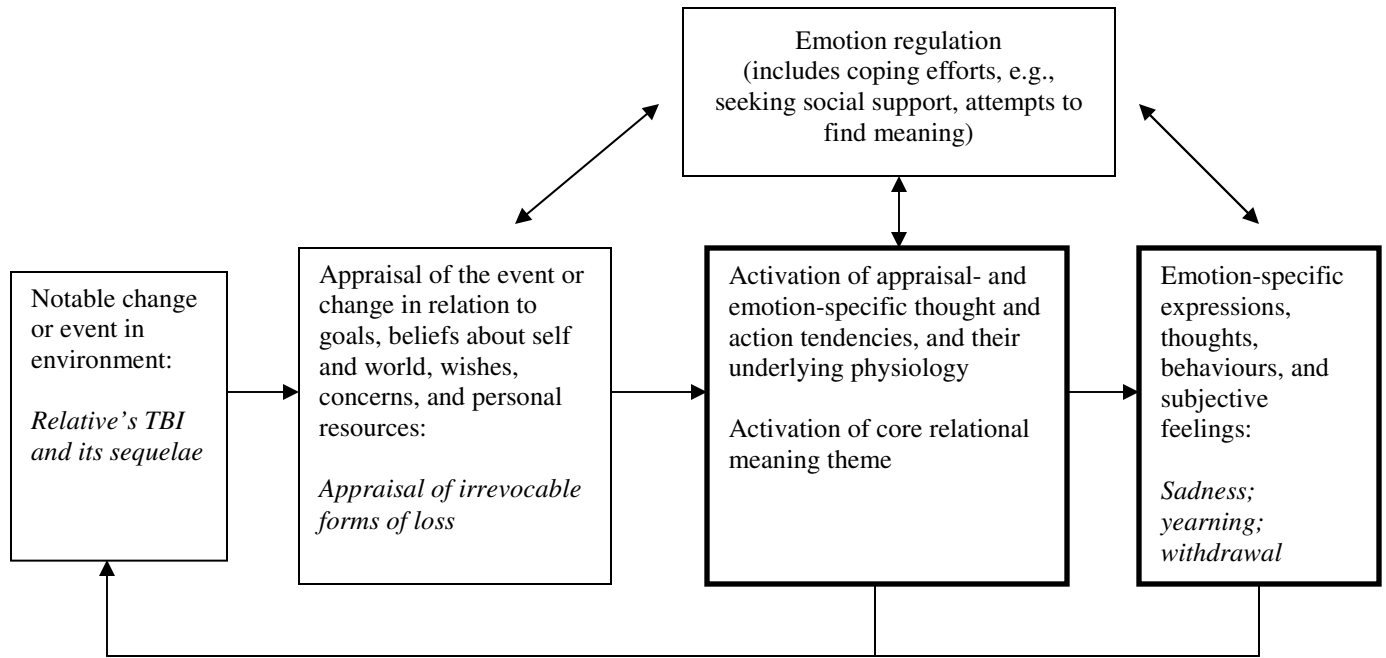 Emotion regulation
(includes coping efforts, e.g.,
seeking social support, attempts to
find meaning)
Notable change
or event in
environment:
Relative’s TBI
and its sequelae
Appraisal of the event or
change in relation to
goals, beliefs about self
and world, wishes,
concerns, and personal
resources:
Appraisal of irrevocable
forms of loss
Activation of appraisal- and
emotion-specific thought and
action tendencies, and their
underlying physiology
Activation of core relational
meaning theme
Emotion-specific
expressions,
thoughts,
behaviours, and
subjective
feelings:
Sadness;
yearning;
withdrawal